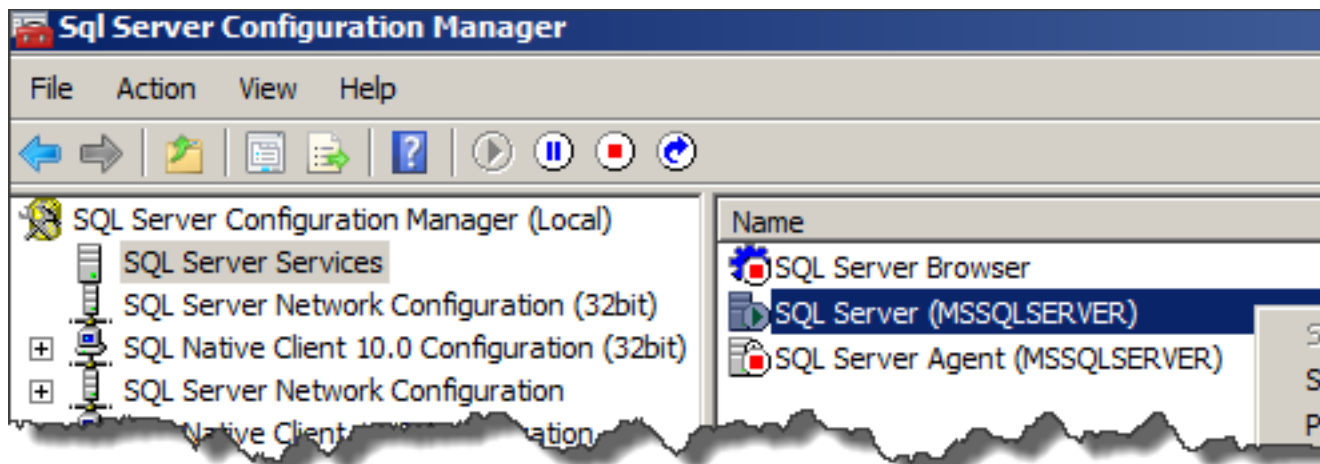 Sql Server Configuration Manager
File Action View Help
SQL Server Configuration Manager (Local)
SQL Server Services
SQL Server Network Configuration (32bit)
SQL Native Client 10.0 Configuration (32bit)
SQL Server Network Configuration
Native Client
Name
SQL Server Browser
SQL Server (MSSQLSERVER)
SQL Server Agent (MSSQLSERVER)
S
S
P